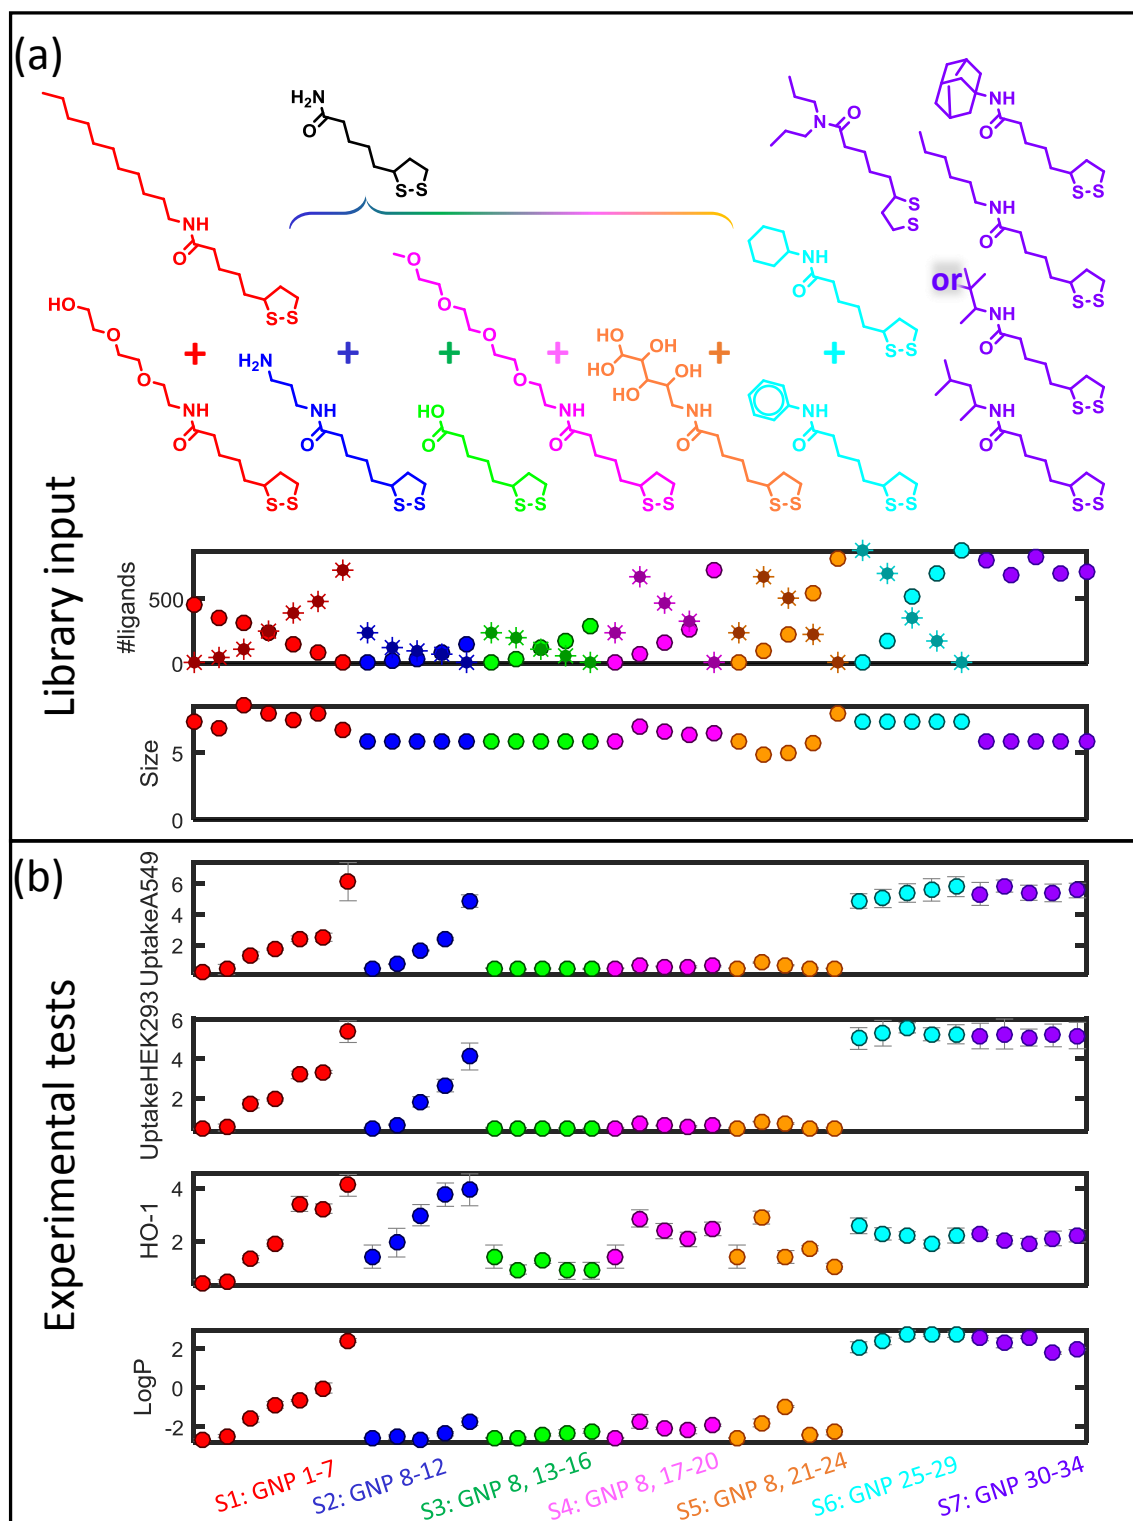 (a)
H₂N
O
S-S
N
O
S
S
NH
O
S-S
NH
O
S-S
NH
O
S-S
O
NH
O
S-S
or
NH
O
S-S
HO
O
O
NH
O
S-S
+
H₂N
NH
O
S-S
+
HO
O
S-S
+
O
O
O
NH
O
S-S
+
HO
OH
HO
HO
OH
NH
O
S-S
+
NH
O
S-S
+
NH
O
S-S
Library input
#ligands
500
0
Size
5
0
(b)
Experimental tests
UptakeA549
6
4
2
UptakeHEK293
6
4
2
HO-1
4
2
LogP
2
0
-2
S1: GNP 1-7
S2: GNP 8-12
S3: GNP 8, 13-16
S4: GNP 8, 17-20
S5: GNP 8, 21-24
S6: GNP 25-29
S7: GNP 30-34